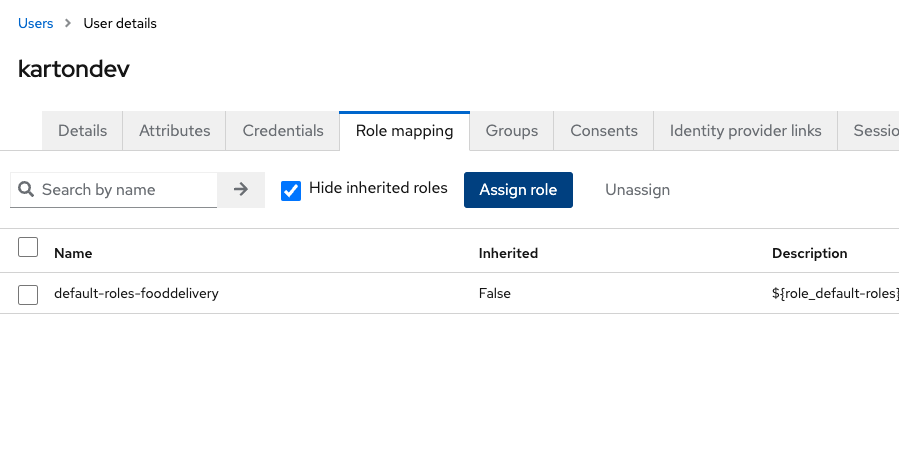 Users > User details
kartondev
Details Attributes Credentials Role mapping Groups Consents Identity provider links Sessio
Search by name Hide inherited roles Assign role Unassign
Name Inherited Description
default-roles-fooddelivery False ${role_default-roles}